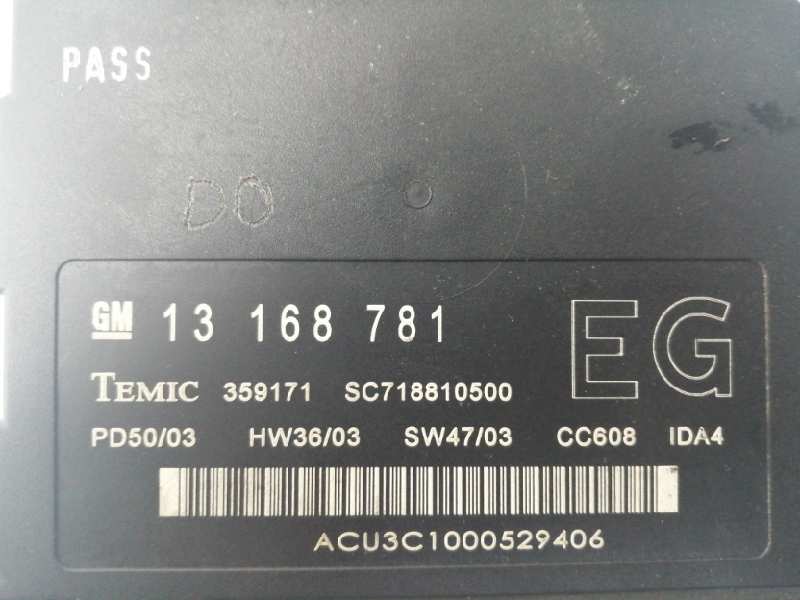 PASS
DO
GM 13 168 781 EG
TEMIC 359171 SC718810500
PD50/03 HW36/03 SW47/03 CC608 IDA4
ACU3C1000529406